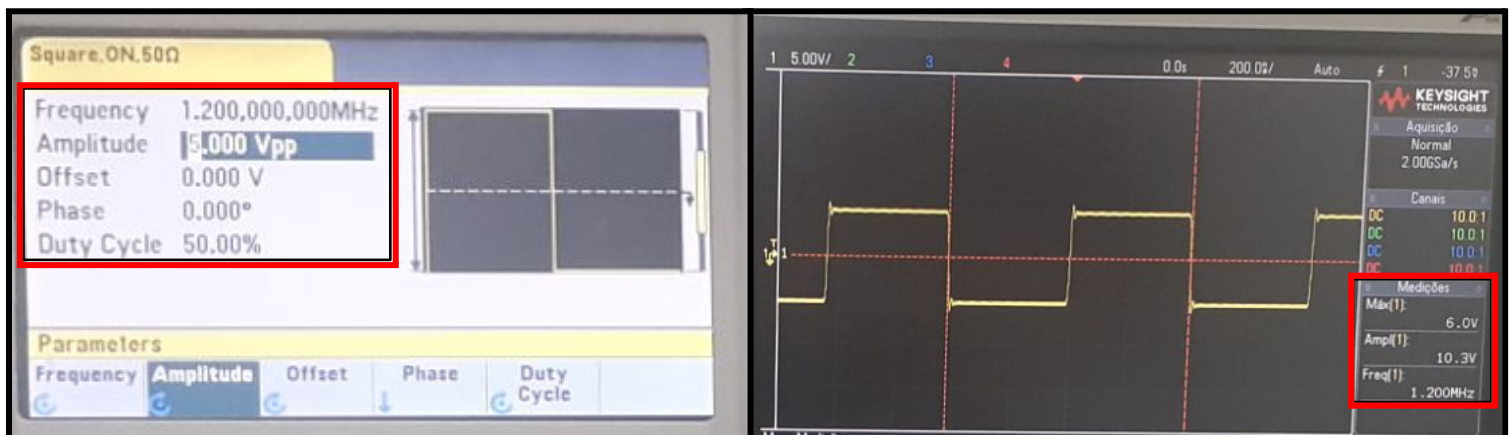 Square,ON,50Ω
Frequency 1.200,000,000MHz
Amplitude 5.000 Vpp
Offset 0.000 V
Phase 0.000°
Duty Cycle 50.00%
Parameters
Frequency Amplitude Offset Phase Duty Cycle
1 5.00V/ 2 3 4 0.0s 200.0%/ Auto 1 -37.5
KEYSIGHT
TECHNOLOGIES
Aquisição
Normal
2.00GSa/s
Canais
DC 10.0:1
DC 10.0:1
DC 10.0:1
DC 10.0:1
T
1 1
Medições
Máx(1):
6.0V
Ampl(1):
10.3V
Freq(1):
1.200MHz